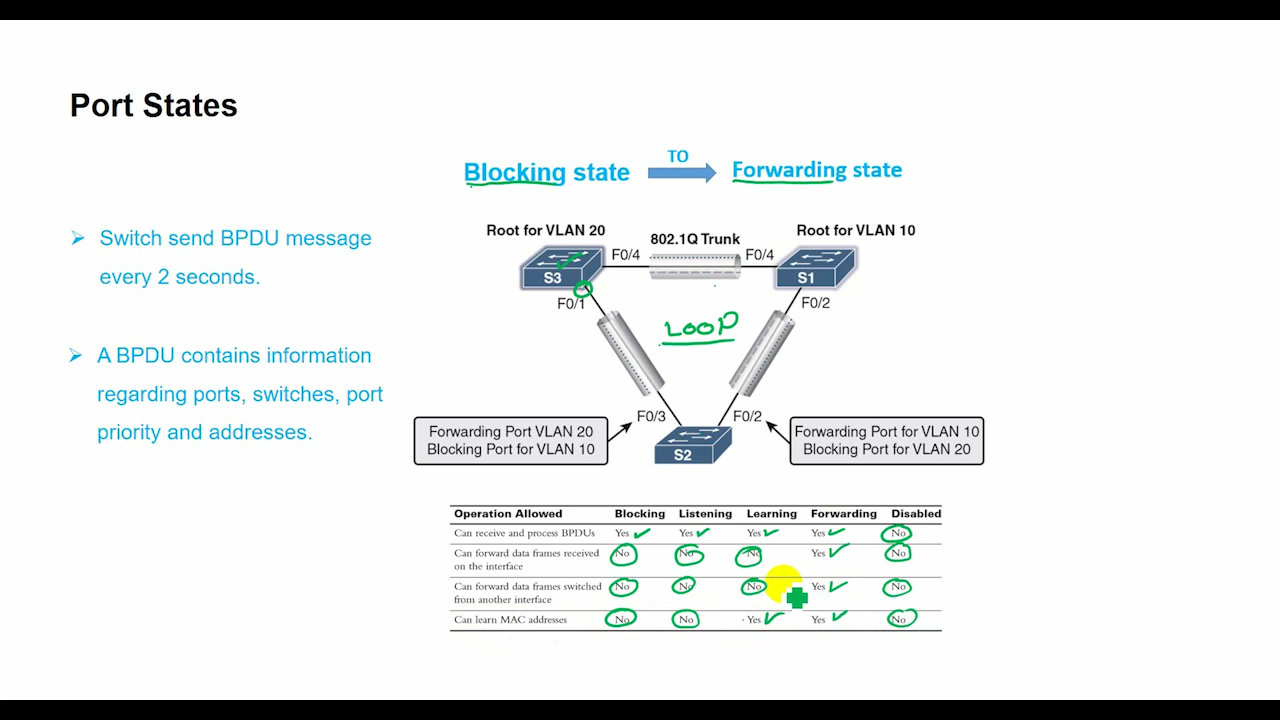 Port States
Blocking state
TO
Forwarding state
Switch send BPDU message
every 2 seconds.
A BPDU contains information
regarding ports, switches, port
priority and addresses.
Root for VLAN 20
802.1Q Trunk
Root for VLAN 10
F0/4
F0/4
S3
S1
F0/1
F0/2
LOOP
F0/3
F0/2
Forwarding Port VLAN 20
Blocking Port for VLAN 10
S2
Forwarding Port for VLAN 10
Blocking Port for VLAN 20
Operation Allowed Blocking Listening Learning Forwarding Disabled
Can receive and process BPDUs Yes Yes Yes Yes No
Can forward data frames received No No No Yes No
on the interface
Can forward data frames switched No No No Yes No
from another interface
Can learn MAC addresses No No Yes Yes No